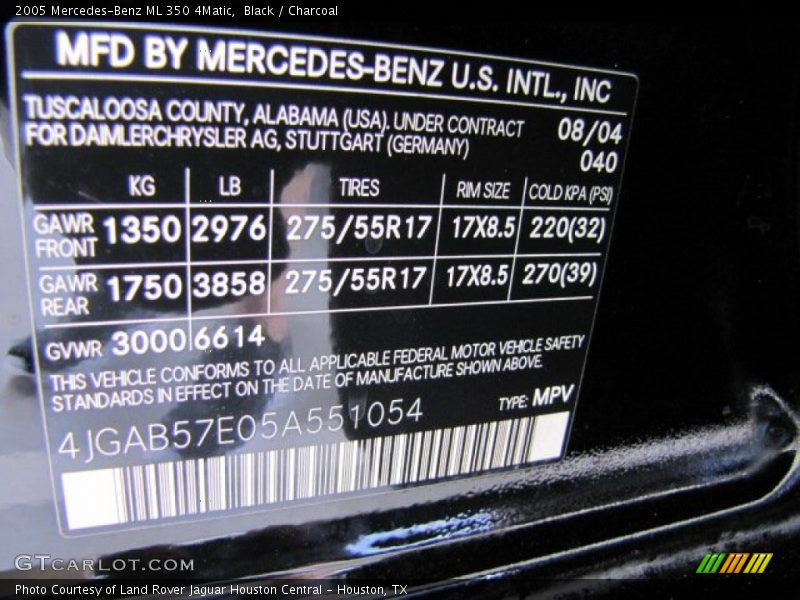 2005 Mercedes-Benz ML 350 4Matic, Black / Charcoal
MFD BY MERCEDES-BENZ U.S. INTL., INC
TUSCALOOSA COUNTY, ALABAMA (USA). UNDER CONTRACT 08/04
FOR DAIMLERCHRYSLER AG, STUTTGART (GERMANY) 040
KG LB TIRES RIM SIZE COLD KPA (PSI)
GAWR FRONT 1350 2976 275/55R17 17X8.5 220(32)
GAWR REAR 1750 3858 275/55R17 17X8.5 270(39)
GVWR 3000 6614
THIS VEHICLE CONFORMS TO ALL APPLICABLE FEDERAL MOTOR VEHICLE SAFETY
STANDARDS IN EFFECT ON THE DATE OF MANUFACTURE SHOWN ABOVE.
4JGAB57E05A551054 TYPE: MPV
GTCARLOT.COM
Photo Courtesy of Land Rover Jaguar Houston Central - Houston, TX